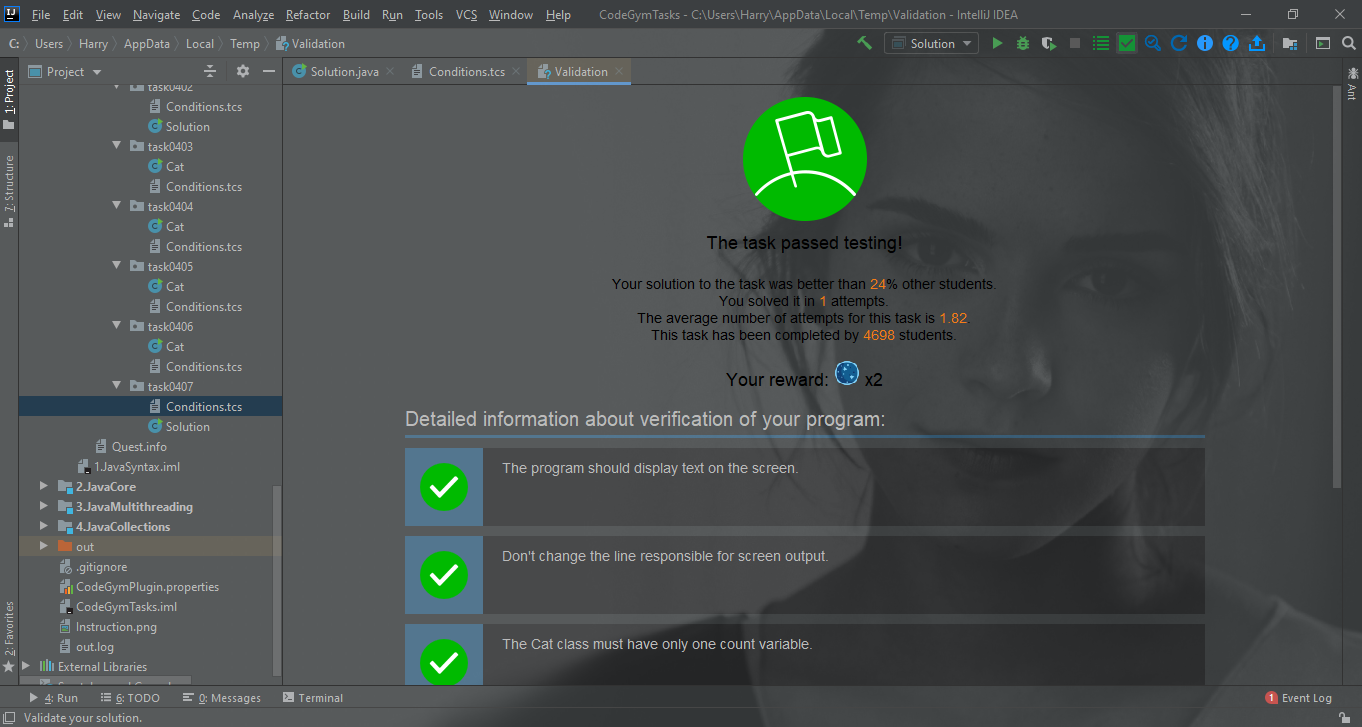 File Edit View Navigate Code Analyze Refactor Build Run Tools VCS Window Help CodeGymTasks - C:\Users\Harry\AppData\Local\Temp\Validation - IntelliJ IDEA
C: Users Harry AppData Local Temp Validation
Solution
Project
Solution.java Conditions.tcs Validation
1: Project
Z: Structure
2: Favorites
Ant
task0402
Conditions.tcs
Solution
task0403
Cat
Conditions.tcs
task0404
Cat
Conditions.tcs
task0405
Cat
Conditions.tcs
task0406
Cat
Conditions.tcs
task0407
Conditions.tcs
Solution
Quest.info
1.JavaSyntax.iml
2.JavaCore
3.JavaMultithreading
4.JavaCollections
out
.gitignore
CodeGymPlugin.properties
CodeGymTasks.iml
Instruction.png
out.log
External Libraries
The task passed testing!
Your solution to the task was better than 24% other students.
You solved it in 1 attempts.
The average number of attempts for this task is 1.82.
This task has been completed by 4698 students.
Your reward: x2
Detailed information about verification of your program:
The program should display text on the screen.
Don't change the line responsible for screen output.
The Cat class must have only one count variable.
4: Run 6: TODO 0: Messages Terminal
1 Event Log
Validate your solution.